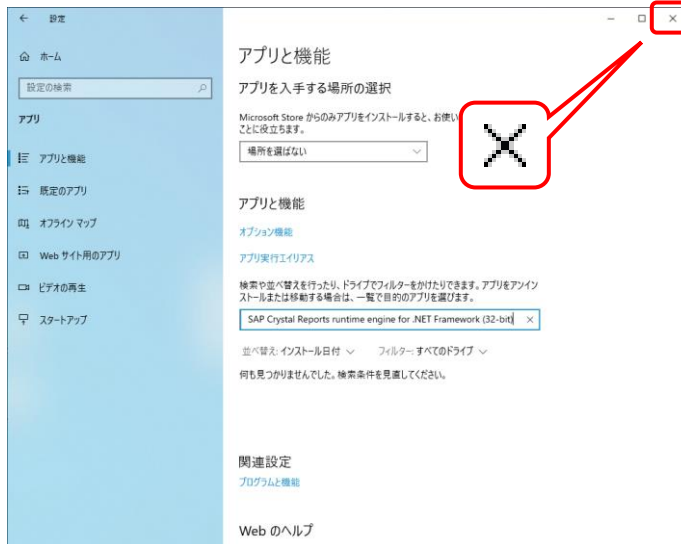 設定
ホーム
設定の検索
アプリ
アプリと機能
既定のアプリ
オフライン マップ
Web サイト用のアプリ
ビデオの再生
スタートアップ
アプリと機能
アプリを入手する場所の選択
Microsoft Store からのみアプリをインストールすると、お使い
ことに役立ちます。
場所を選ばない
アプリと機能
オプション機能
アプリ実行エイリアス
検索や並べ替えを行ったり、ドライブでフィルターをかけたりできます。アプリをアンイン
ストールまたは移動する場合は、一覧で目的のアプリを選びます。
SAP Crystal Reports runtime engine for .NET Framework (32-bit)
並べ替え: インストール日付 フィルター: すべてのドライブ
何も見つかりませんでした。検索条件を見直してください。
関連設定
プログラムと機能
Web のヘルプ